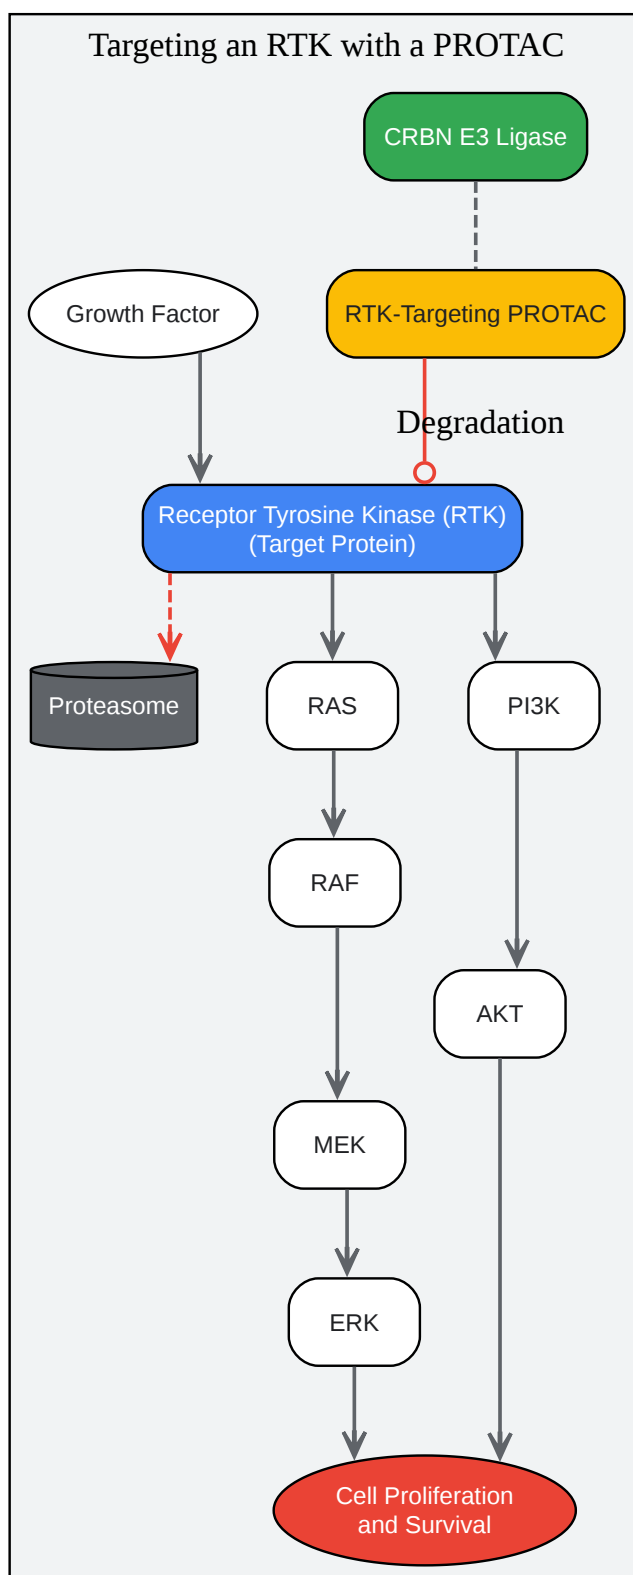 Targeting an RTK with a PROTAC
CRBN E3 Ligase
Growth Factor
RTK-Targeting PROTAC
Degradation
Receptor Tyrosine Kinase (RTK)
(Target Protein)
Proteasome
RAS
PI3K
RAF
AKT
MEK
ERK
Cell Proliferation
and Survival